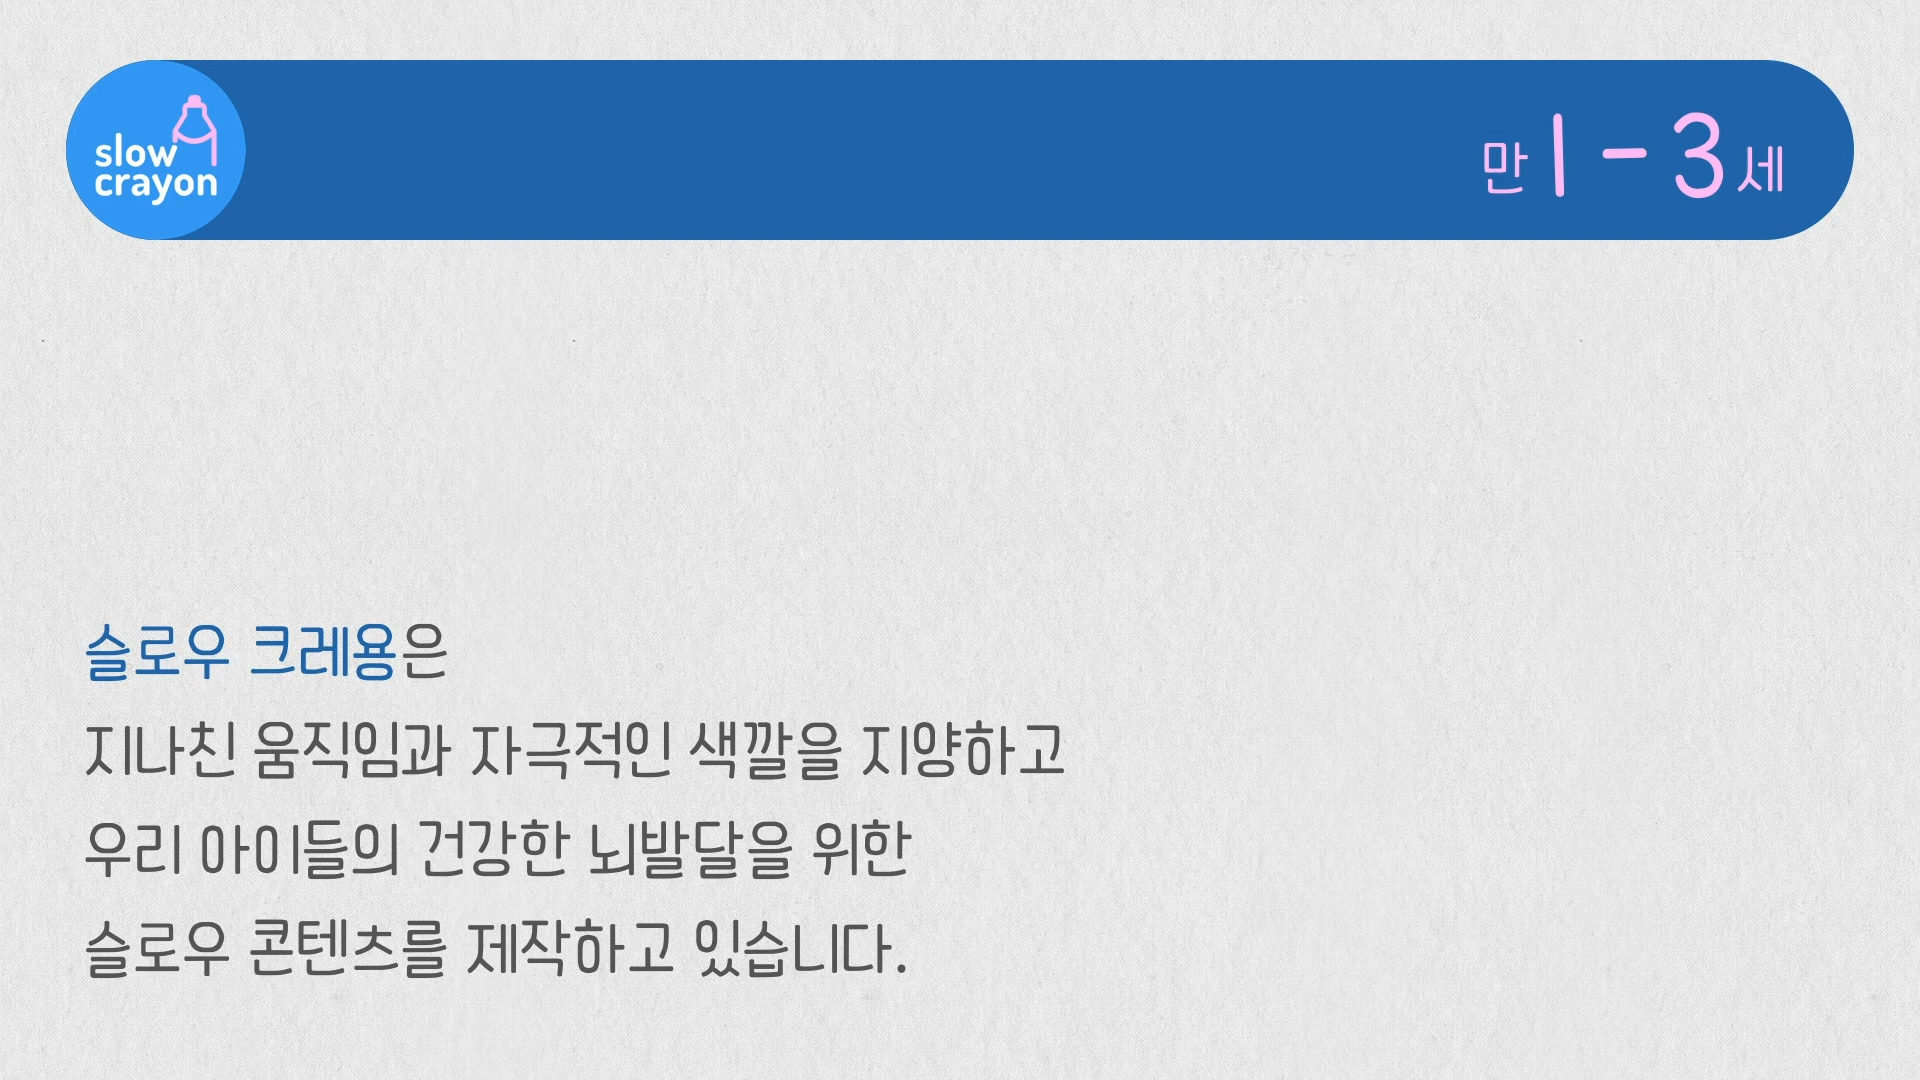 slow
crayon
만 1 - 3 세
슬로우 크레용은
지나친 움직임과 자극적인 색깔을 지양하고
우리 아이들의 건강한 뇌발달을 위한
슬로우 콘텐츠를 제작하고 있습니다.